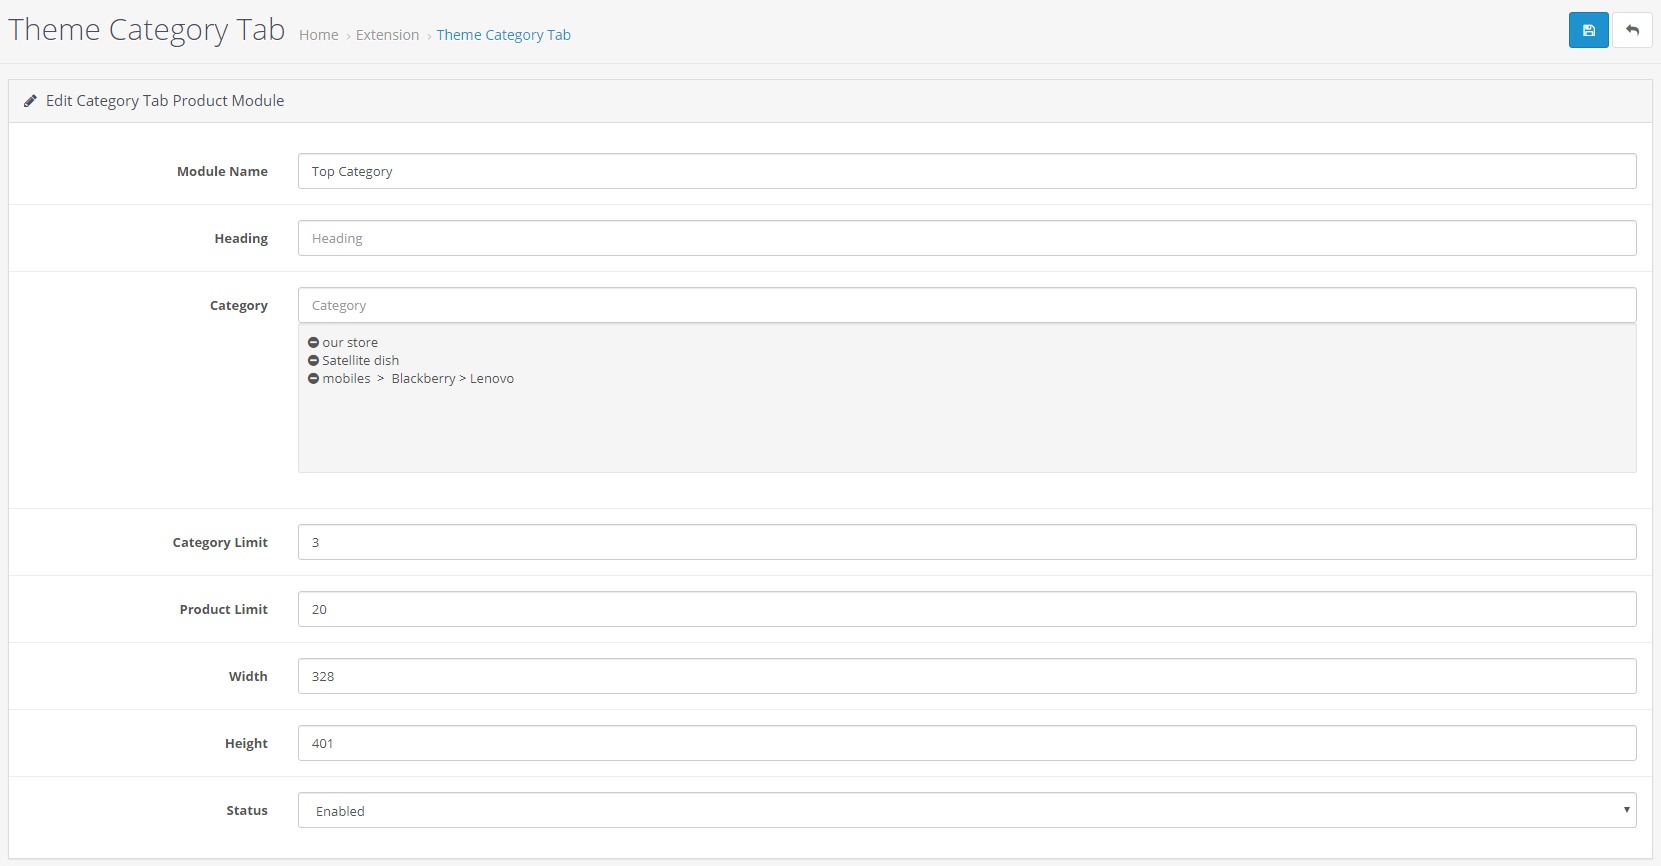 Theme Category Tab Home › Extension › Theme Category Tab
Edit Category Tab Product Module
Module Name Top Category
Heading Heading
Category Category
our store
Satellite dish
mobiles > Blackberry > Lenovo
Category Limit 3
Product Limit 20
Width 328
Height 401
Status Enabled